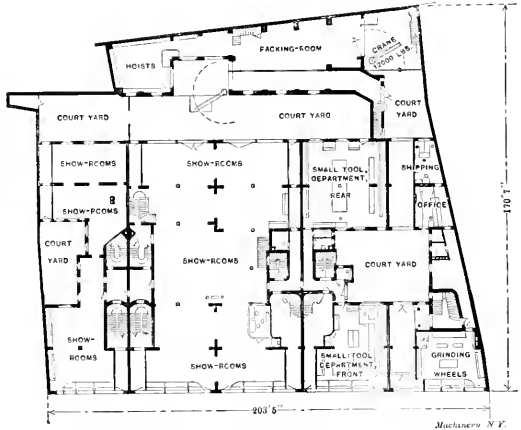 PACKING-ROOM
CRANE
12000 LBS.
HOISTS
COURT YARD
COURT YARD
COURT
YARD
SHOW-ROOMS
SHOW-ROOMS
SMALL TOOL
DEPARTMENT,
REAR
SHIPPING
SHOW-ROOMS
OFFICE
COURT
YARD
SHOW-ROOMS
COURT YARD
SHOW-
ROOMS
SHOW-ROOMS
SMALL TOOL
DEPARTMENT,
FRONT
GRINDING
WHEELS
170'7"
203'5"
Machinery N.Y.